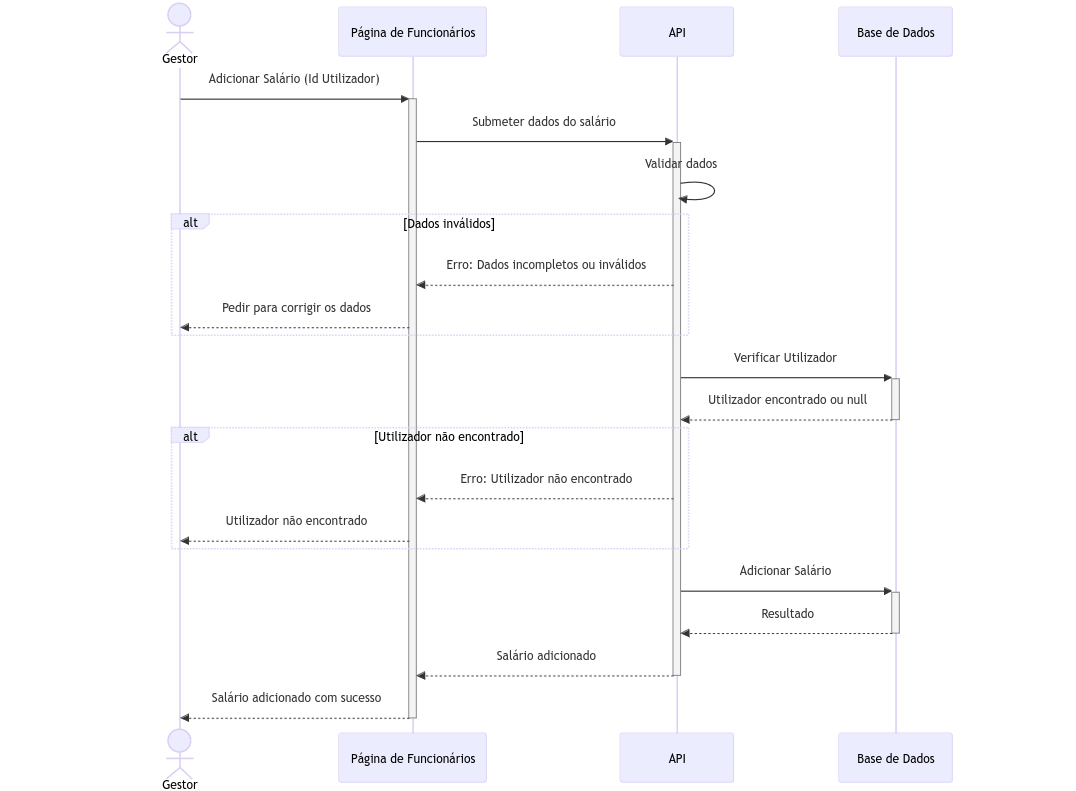 Gestor
Página de Funcionários
API
Base de Dados
Adicionar Salário (Id Utilizador)
Submeter dados do salário
Validar dados
alt
[Dados inválidos]
Erro: Dados incompletos ou inválidos
Pedir para corrigir os dados
Verificar Utilizador
Utilizador encontrado ou null
alt
[Utilizador não encontrado]
Erro: Utilizador não encontrado
Utilizador não encontrado
Adicionar Salário
Resultado
Salário adicionado
Salário adicionado com sucesso
Gestor
Página de Funcionários
API
Base de Dados